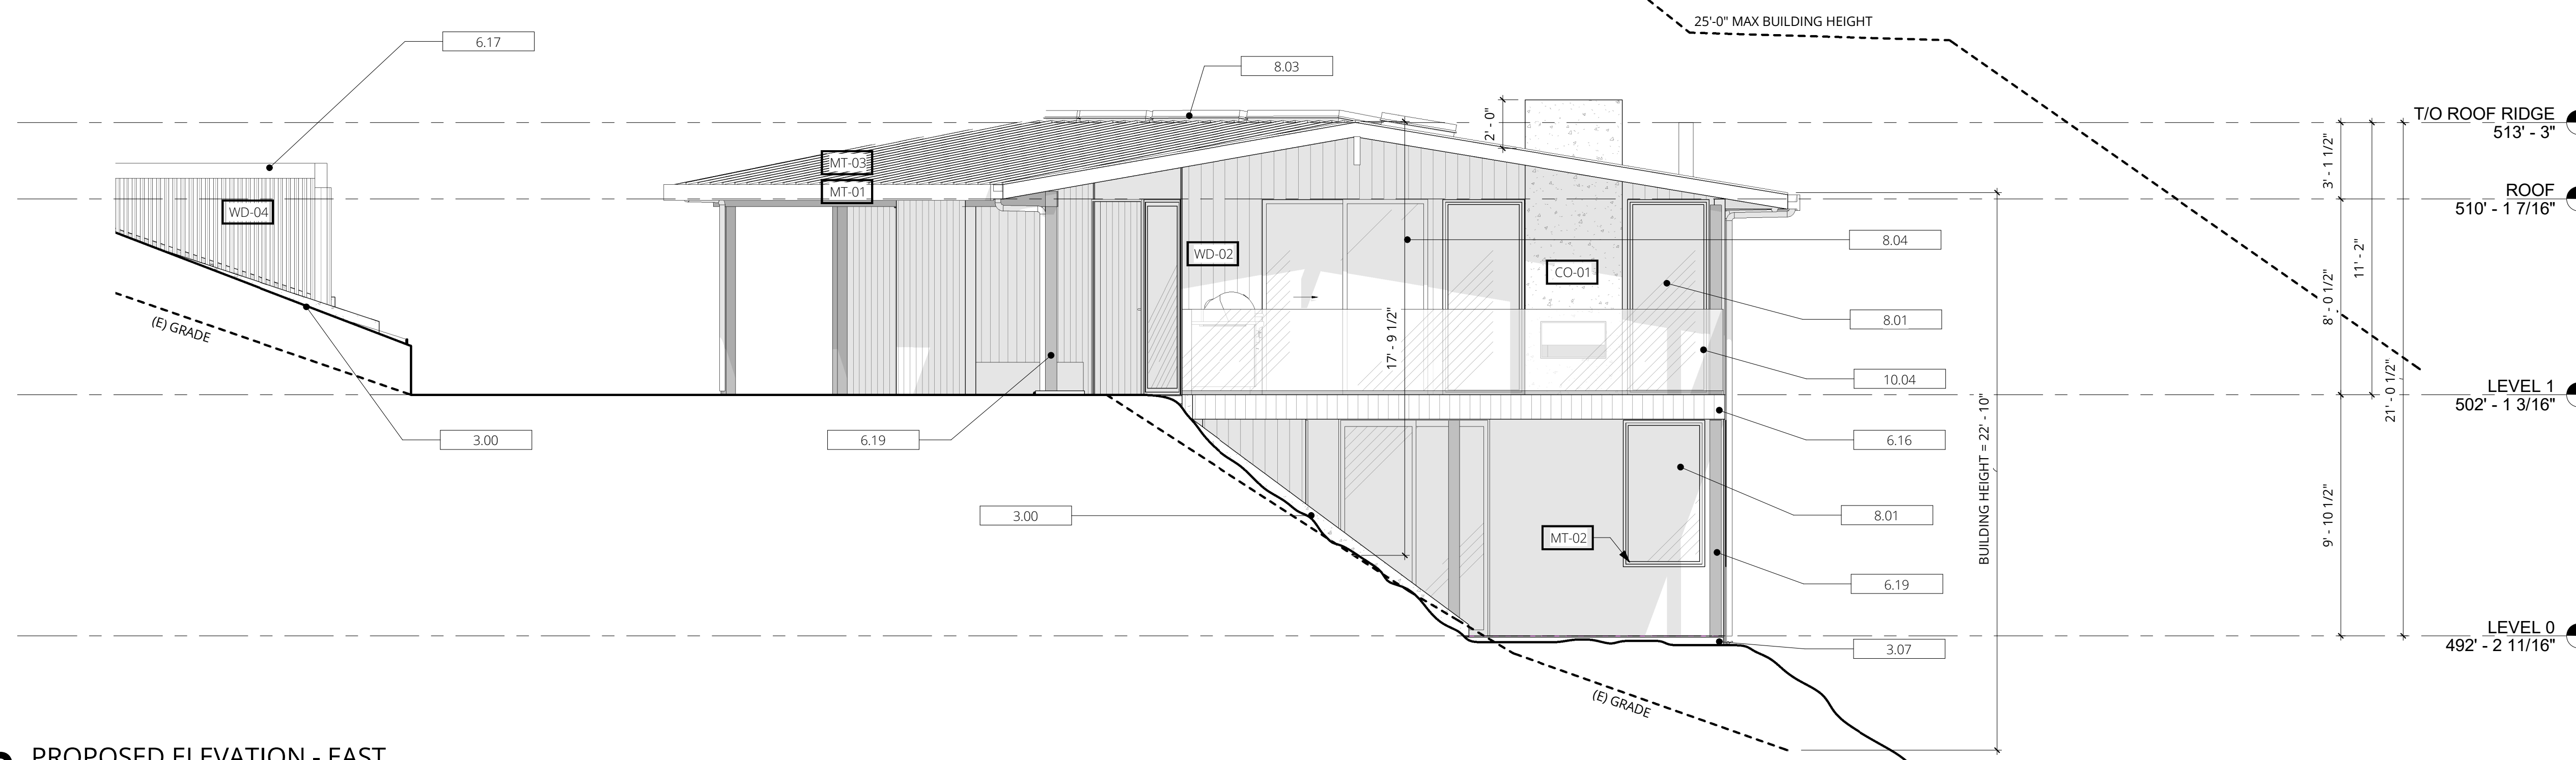 25'-0" MAX BUILDING HEIGHT
6.17
8.03
T/O ROOF RIDGE
513' - 3"
2' - 0"
3' - 1 1/2"
MT-03
MT-01
ROOF
510' - 1 7/16"
WD-04
WD-02
8.04
11' - 2"
CO-01
8' - 0 1/2"
8.01
(E) GRADE
17' - 9 1/2"
10.04
LEVEL 1
502' - 1 3/16"
21' - 0 1/2"
3.00
6.19
6.16
BUILDING HEIGHT = 22' - 10"
3.00
8.01
9' - 10 1/2"
MT-02
6.19
LEVEL 0
492' - 2 11/16"
3.07
(E) GRADE
PROPOSED ELEVATION - EAST